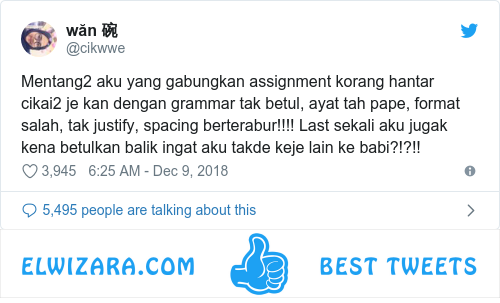 wăn 碗
@cikwwe
Mentang2 aku yang gabungkan assignment korang hantar
cikai2 je kan dengan grammar tak betul, ayat tah pape, format
salah, tak justify, spacing berterabur!!!! Last sekali aku jugak
kena betulkan balik ingat aku takde keje lain ke babi?!?!!
3,945 6:25 AM - Dec 9, 2018
5,495 people are talking about this
ELWIZARA.COM BEST TWEETS